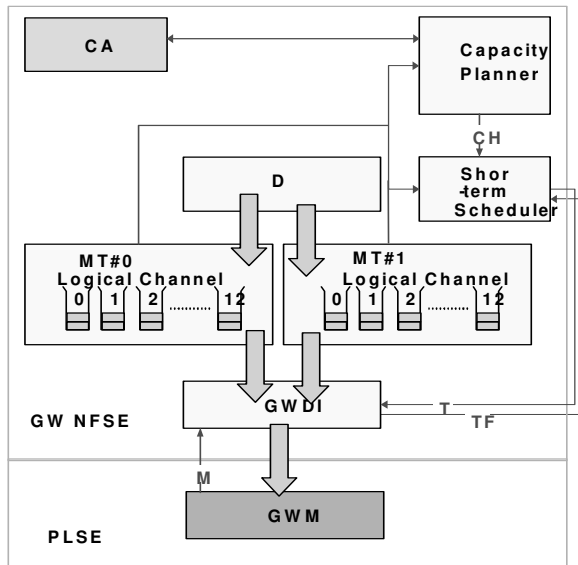 CA
Capacity
Planner
CH
D
Shor
-term
Scheduler
MT#0
Logical Channel
0 1 2 ........... 12
MT#1
Logical Channel
0 1 2 ........... 12
GWDI
T
TF
GW NFSE
M
GWM
PLSE